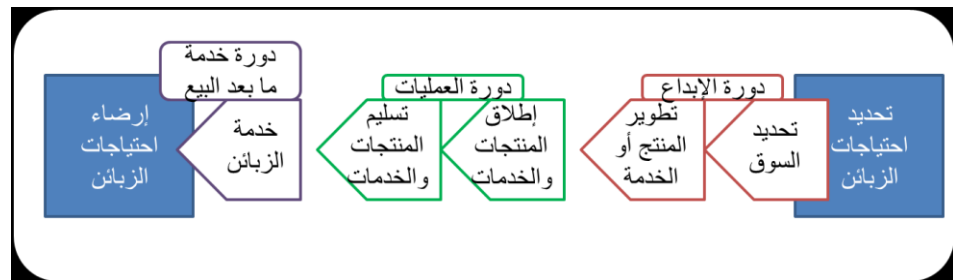 تحديد
احتياجات
الزبائن
دورة الإبداع
تحديد
السوق
تطوير
المنتج أو
الخدمة
دورة العمليات
إطلاق
المنتجات
والخدمات
تسليم
المنتجات
والخدمات
دورة خدمة
ما بعد البيع
خدمة
الزبائن
إرضاء
احتياجات
الزبائن